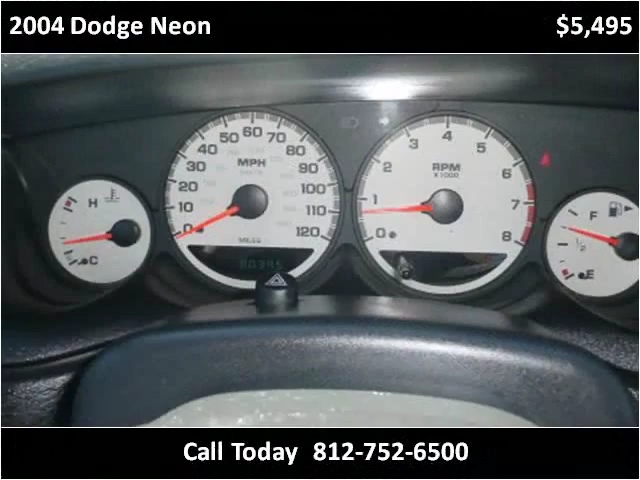 2004 Dodge Neon $5,495
H
C
0 10 20 30 40 50 60 70 80 90 100 110 120
MPH
MILES
0 1 2 3 4 5 6 7 8
RPM
X1000
F
1/2
E
Call Today 812-752-6500